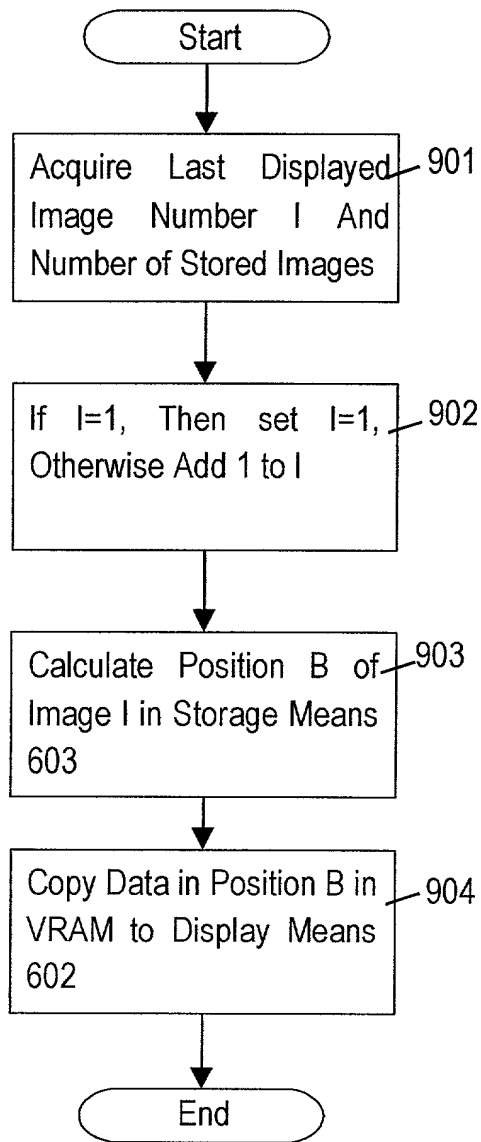 Start
Acquire Last Displayed
Image Number I And
Number of Stored Images
901
If I=1, Then set I=1,
Otherwise Add 1 to I
902
Calculate Position B of
Image I in Storage Means
603
903
Copy Data in Position B in
VRAM to Display Means
602
904
End